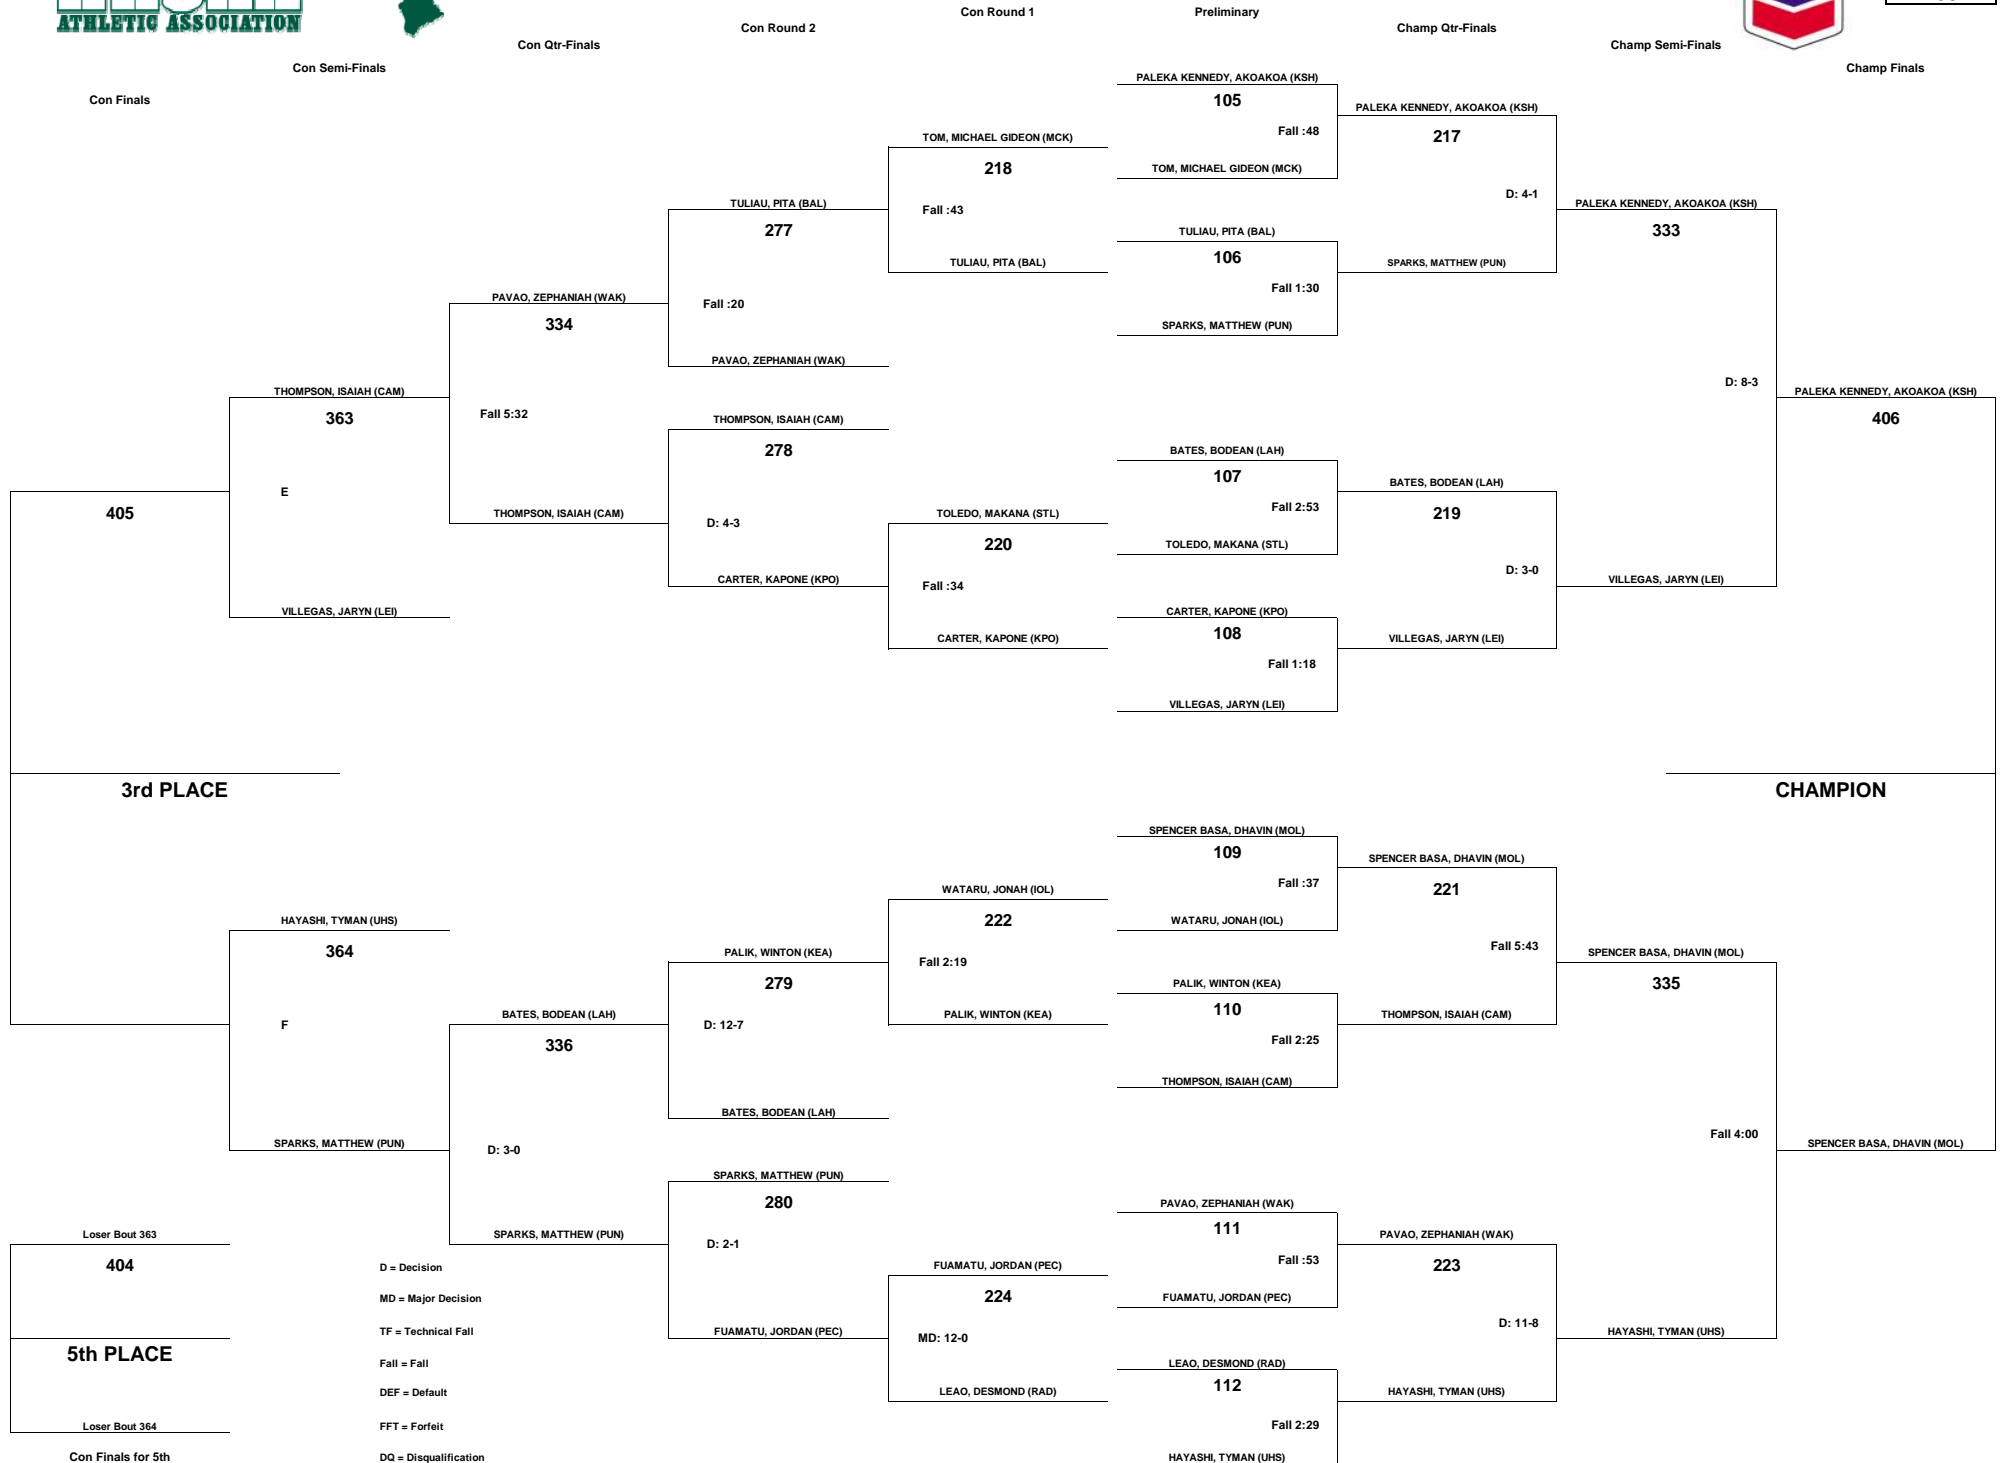 ATHLETIC ASSOCIATION
Con Round 1
Preliminary
Con Round 2
Champ Qtr-Finals
Con Qtr-Finals
Champ Semi-Finals
Con Semi-Finals
Champ Finals
Con Finals
PALEKA KENNEDY, AKOAKOA (KSH)
105
PALEKA KENNEDY, AKOAKOA (KSH)
Fall :48
217
TOM, MICHAEL GIDEON (MCK)
218
TOM, MICHAEL GIDEON (MCK)
D: 4-1
TULIAU, PITA (BAL)
PALEKA KENNEDY, AKOAKOA (KSH)
Fall :43
277
TULIAU, PITA (BAL)
333
106
TULIAU, PITA (BAL)
SPARKS, MATTHEW (PUN)
Fall 1:30
PAVAO, ZEPHANIAH (WAK)
Fall :20
334
SPARKS, MATTHEW (PUN)
PAVAO, ZEPHANIAH (WAK)
D: 8-3
THOMPSON, ISAIAH (CAM)
PALEKA KENNEDY, AKOAKOA (KSH)
363
Fall 5:32
THOMPSON, ISAIAH (CAM)
406
278
BATES, BODEAN (LAH)
107
BATES, BODEAN (LAH)
E
Fall 2:53
405
THOMPSON, ISAIAH (CAM)
D: 4-3
TOLEDO, MAKANA (STL)
219
220
TOLEDO, MAKANA (STL)
D: 3-0
CARTER, KAPONE (KPO)
Fall :34
VILLEGAS, JARYN (LEI)
VILLEGAS, JARYN (LEI)
CARTER, KAPONE (KPO)
108
CARTER, KAPONE (KPO)
VILLEGAS, JARYN (LEI)
Fall 1:18
VILLEGAS, JARYN (LEI)
3rd PLACE
CHAMPION
SPENCER BASA, DHAVIN (MOL)
109
SPENCER BASA, DHAVIN (MOL)
Fall :37
221
WATARU, JONAH (IOL)
HAYASHI, TYMAN (UHS)
222
WATARU, JONAH (IOL)
364
PALIK, WINTON (KEA)
Fall 5:43
SPENCER BASA, DHAVIN (MOL)
Fall 2:19
279
PALIK, WINTON (KEA)
335
110
F
BATES, BODEAN (LAH)
D: 12-7
PALIK, WINTON (KEA)
THOMPSON, ISAIAH (CAM)
336
Fall 2:25
THOMPSON, ISAIAH (CAM)
BATES, BODEAN (LAH)
Fall 4:00
SPARKS, MATTHEW (PUN)
D: 3-0
SPENCER BASA, DHAVIN (MOL)
SPARKS, MATTHEW (PUN)
280
PAVAO, ZEPHANIAH (WAK)
111
Loser Bout 363
SPARKS, MATTHEW (PUN)
D: 2-1
PAVAO, ZEPHANIAH (WAK)
404
D = Decision
FUAMATU, JORDAN (PEC)
Fall :53
223
MD = Major Decision
224
FUAMATU, JORDAN (PEC)
D: 11-8
TF = Technical Fall
FUAMATU, JORDAN (PEC)
MD: 12-0
HAYASHI, TYMAN (UHS)
5th PLACE
Fall = Fall
LEAO, DESMOND (RAD)
112
DEF = Default
LEAO, DESMOND (RAD)
HAYASHI, TYMAN (UHS)
Loser Bout 364
FFT = Forfeit
Fall 2:29
Con Finals for 5th
DQ = Disqualification
HAYASHI, TYMAN (UHS)